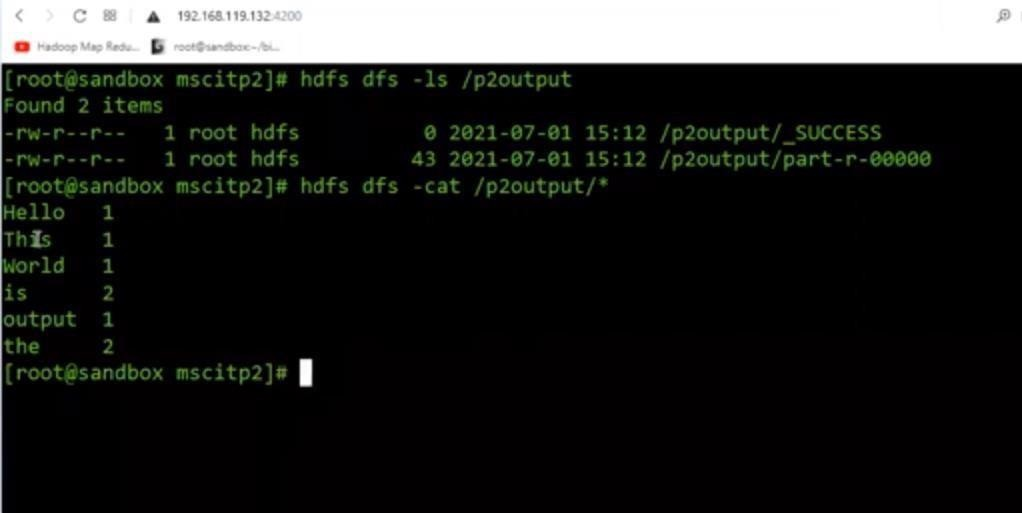 192.168.119.132:4200
Hadoop Map Redu... root@sandbox:~/bi...
[root@sandbox mscitp2]# hdfs dfs -ls /p2output
Found 2 items
-rw-r--r-- 1 root hdfs 0 2021-07-01 15:12 /p2output/_SUCCESS
-rw-r--r-- 1 root hdfs 43 2021-07-01 15:12 /p2output/part-r-00000
[root@sandbox mscitp2]# hdfs dfs -cat /p2output/*
Hello 1
This 1
World 1
is 2
output 1
the 2
[root@sandbox mscitp2]#